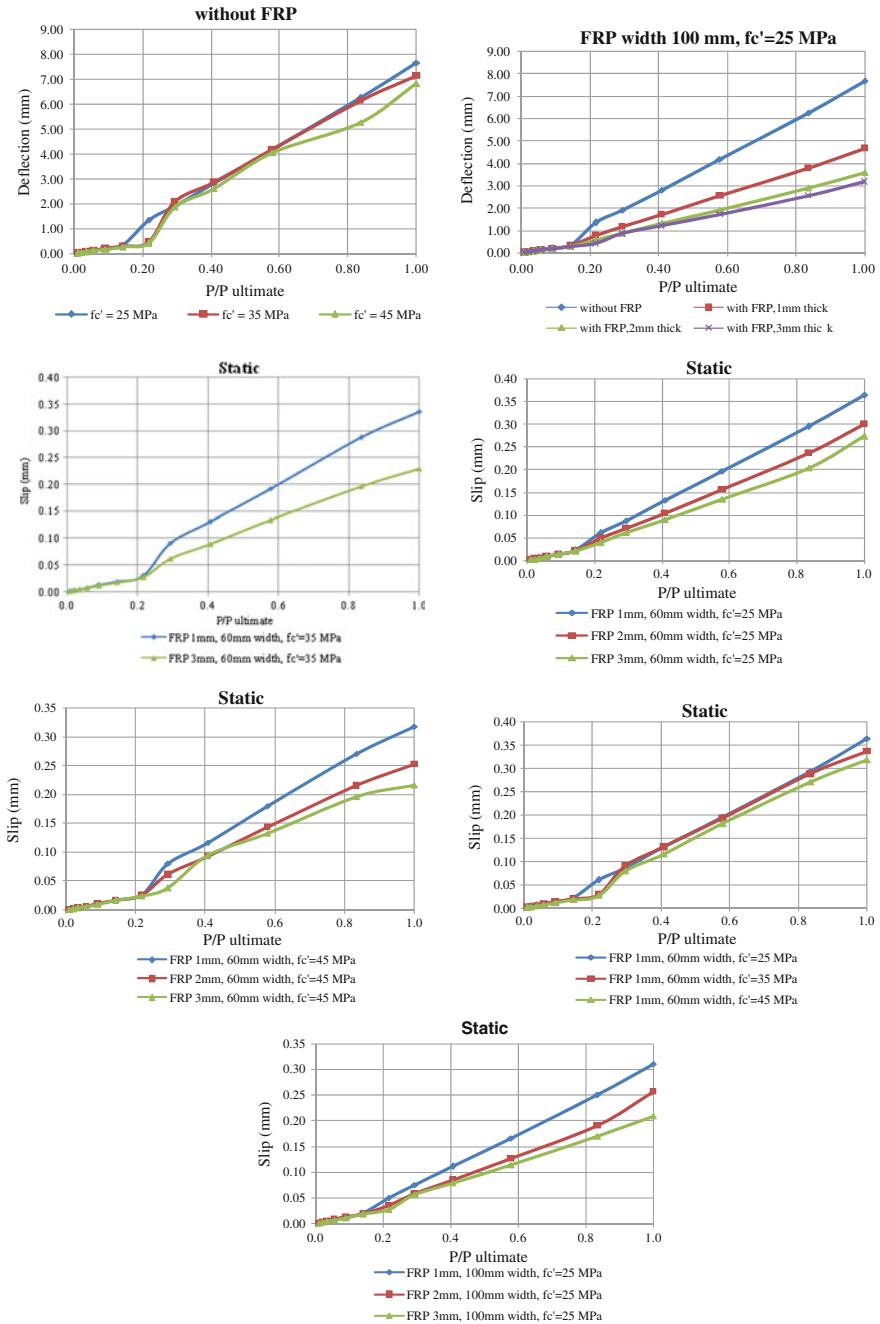 without FRP
9.00
8.00
7.00
6.00
5.00
4.00
3.00
2.00
1.00
0.00
Deflection (mm)
0.00 0.20 0.40 0.60 0.80 1.00
P/P ultimate
fc' = 25 MPa fc' = 35 MPa fc' = 45 MPa
FRP width 100 mm, fc'=25 MPa
9.00
8.00
7.00
6.00
5.00
4.00
3.00
2.00
1.00
0.00
Deflection (mm)
0.00 0.20 0.40 0.60 0.80 1.00
P/P ultimate
without FRP with FRP,1mm thick
with FRP,2mm thick with FRP,3mm thic k
Static
0.40
0.35
0.30
0.25
0.20
0.15
0.10
0.05
0.00
Slip (mm)
0.0 0.2 0.4 0.6 0.8 1.0
P/P ultimate
FRP 1mm, 60mm width, fc'=35 MPa
FRP 3mm, 60mm width, fc'=35 MPa
Static
0.40
0.35
0.30
0.25
0.20
0.15
0.10
0.05
0.00
Slip (mm)
0.0 0.2 0.4 0.6 0.8 1.0
P/P ultimate
FRP 1mm, 60mm width, fc'=25 MPa
FRP 2mm, 60mm width, fc'=25 MPa
FRP 3mm, 60mm width, fc'=25 MPa
Static
0.35
0.30
0.25
0.20
0.15
0.10
0.05
0.00
Slip (mm)
0.0 0.2 0.4 0.6 0.8 1.0
P/P ultimate
FRP 1mm, 60mm width, fc'=45 MPa
FRP 2mm, 60mm width, fc'=45 MPa
FRP 3mm, 60mm width, fc'=45 MPa
Static
0.40
0.35
0.30
0.25
0.20
0.15
0.10
0.05
0.00
Slip (mm)
0.0 0.2 0.4 0.6 0.8 1.0
P/P ultimate
FRP 1mm, 60mm width, fc'=25 MPa
FRP 1mm, 60mm width, fc'=35 MPa
FRP 1mm, 60mm width, fc'=45 MPa
Static
0.35
0.30
0.25
0.20
0.15
0.10
0.05
0.00
Slip (mm)
0.0 0.2 0.4 0.6 0.8 1.0
P/P ultimate
FRP 1mm, 100mm width, fc'=25 MPa
FRP 2mm, 100mm width, fc'=25 MPa
FRP 3mm, 100mm width, fc'=25 MPa